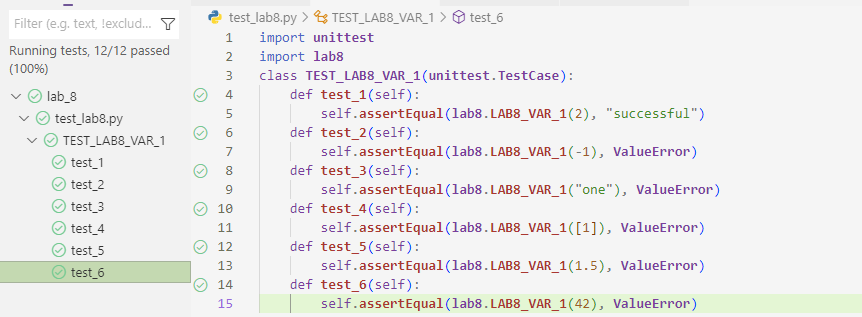 Filter (e.g. text, !exclud...
Running tests, 12/12 passed
(100%)
lab_8
test_lab8.py
TEST_LAB8_VAR_1
test_1
test_2
test_3
test_4
test_5
test_6
test_lab8.py > TEST_LAB8_VAR_1 > test_6
1 import unittest
2 import lab8
3 class TEST_LAB8_VAR_1(unittest.TestCase):
4 def test_1(self):
5 self.assertEqual(lab8.LAB8_VAR_1(2), "successful")
6 def test_2(self):
7 self.assertEqual(lab8.LAB8_VAR_1(-1), ValueError)
8 def test_3(self):
9 self.assertEqual(lab8.LAB8_VAR_1("one"), ValueError)
10 def test_4(self):
11 self.assertEqual(lab8.LAB8_VAR_1([1]), ValueError)
12 def test_5(self):
13 self.assertEqual(lab8.LAB8_VAR_1(1.5), ValueError)
14 def test_6(self):
15 self.assertEqual(lab8.LAB8_VAR_1(42), ValueError)